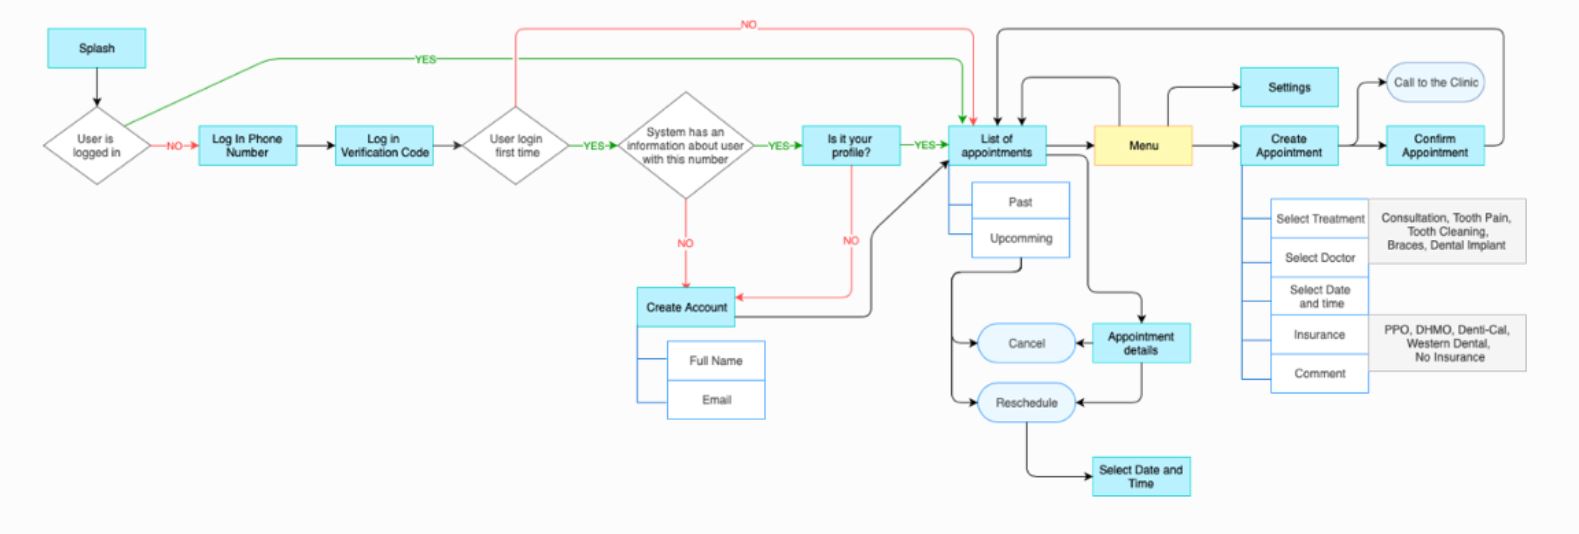 NO
Splash
YES
User is
logged in
NO
Log In Phone
Number
Log in
Verification Code
User login
first time
YES
System has an
information about user
with this number
YES
Is it your
profile?
YES
List of
appointments
Menu
Settings
Call to the Clinic
Create
Appointment
Confirm
Appointment
NO
NO
Create Account
Full Name
Email
Past
Upcomming
Cancel
Appointment
details
Reschedule
Select Date and
Time
Select Treatment
Consultation, Tooth Pain,
Tooth Cleaning,
Braces, Dental Implant
Select Doctor
Select Date
and time
Insurance
PPO, DHMO, Denti-Cal,
Western Dental,
No Insurance
Comment